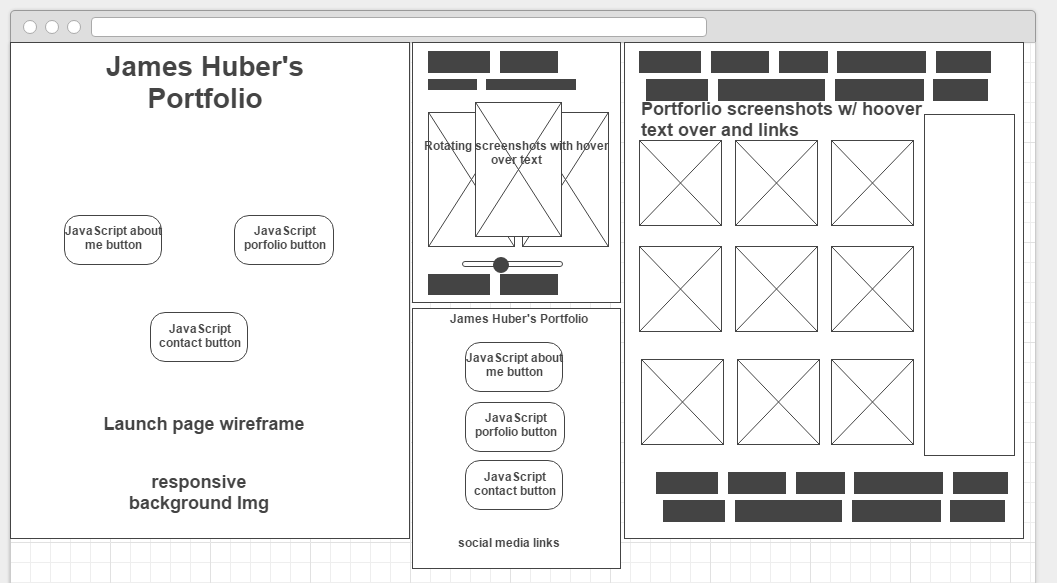 James Huber's
Portfolio
JavaScript about
me button
JavaScript
porfolio button
JavaScript
contact button
Launch page wireframe
responsive
background Img
Rotating screenshots with hover
over text
James Huber's Portfolio
JavaScript about
me button
JavaScript
porfolio button
JavaScript
contact button
social media links
Portforlio screenshots w/ hoover
text over and links